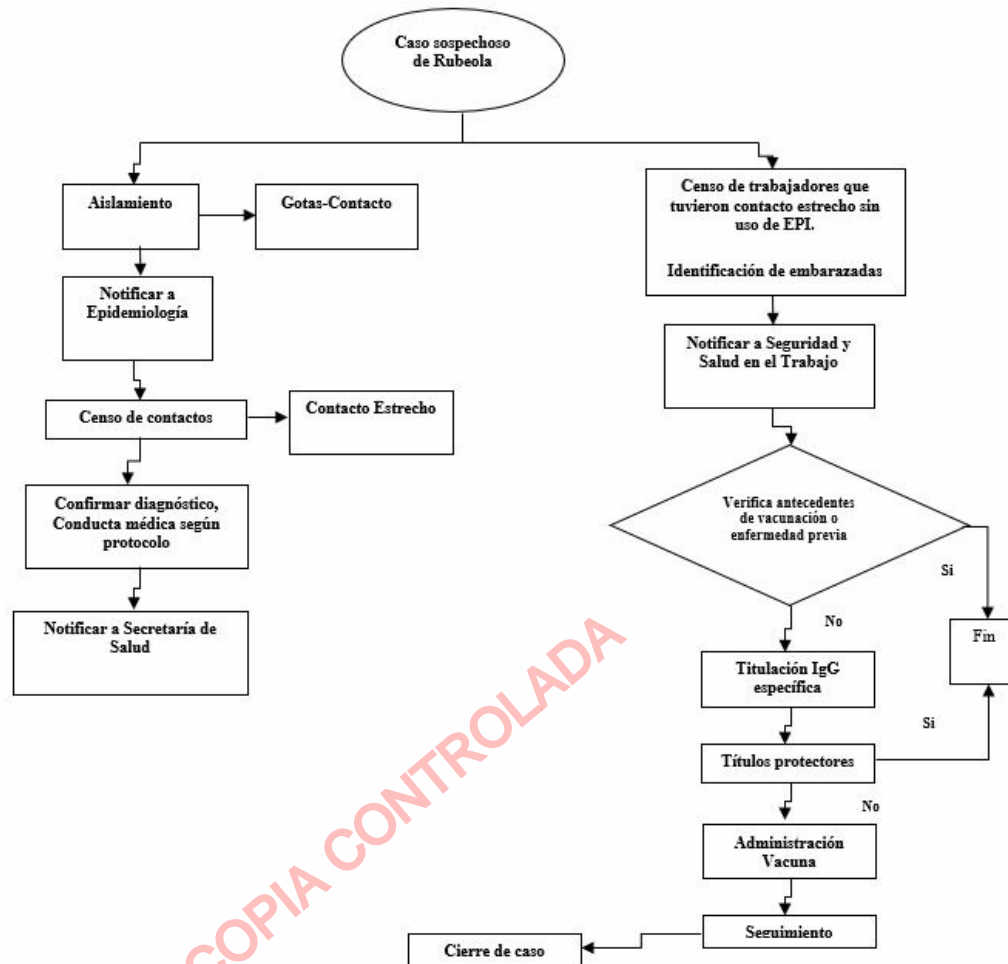 Caso sospechoso
de Rubeola
Aislamiento
Gotas-Contacto
Notificar a
Epidemiología
Censo de contactos
Contacto Estrecho
Confirmar diagnóstico,
Conducta médica según
protocolo
Notificar a Secretaría de
Salud
Censo de trabajadores que
tuvieron contacto estrecho sin
uso de EPI.
Identificación de embarazadas
Notificar a Seguridad y
Salud en el Trabajo
Verifica antecedentes
de vacunación o
enfermedad previa
Si
No
Fin
Titulación IgG
específica
Si
Títulos protectores
No
Administración
Vacuna
Seguimiento
Cierre de caso
COPIA CONTROLADA